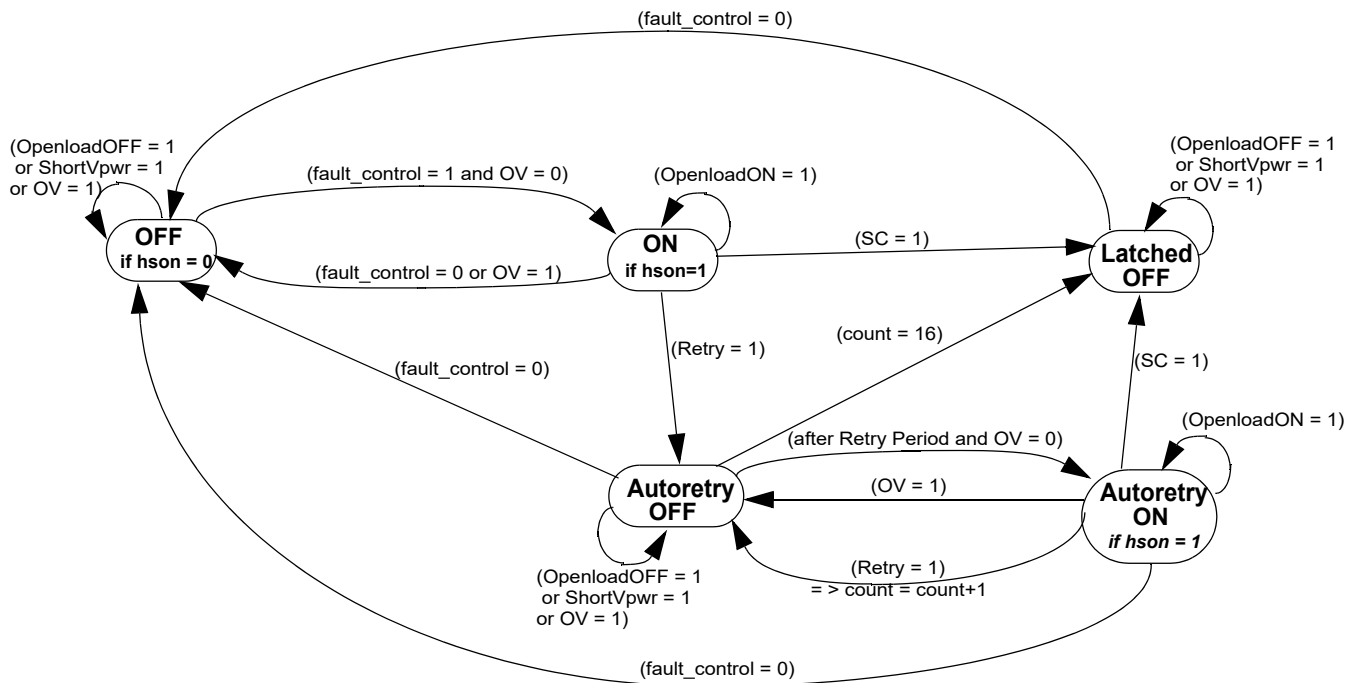 (fault_control = 0)
(OpenloadOFF = 1
or ShortVpwr = 1
or OV = 1)
(fault_control = 1 and OV = 0)
(OpenloadON = 1)
(OpenloadOFF = 1
or ShortVpwr = 1
or OV = 1)
OFF
if hson = 0
ON
if hson=1
(SC = 1)
Latched
OFF
(fault_control = 0 or OV = 1)
(count = 16)
(Retry = 1)
(fault_control = 0)
(SC = 1)
(OpenloadON = 1)
(after Retry Period and OV = 0)
Autoretry
OFF
(OV = 1)
Autoretry
ON
if hson = 1
(OpenloadOFF = 1
or ShortVpwr = 1
or OV = 1)
(Retry = 1)
= > count = count+1
(fault_control = 0)